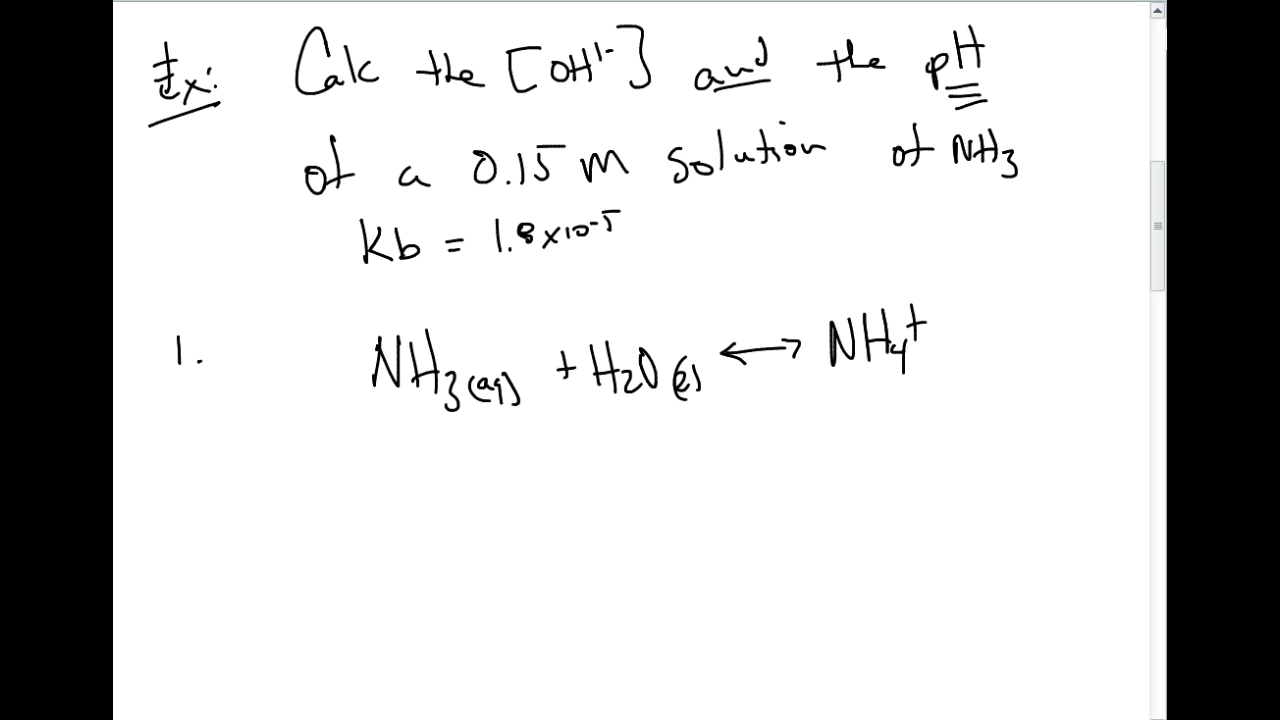 Ex: Calc the [OH¹⁻] and the pH
of a 0.15 M solution of NH₃
Kb = 1.8x10⁻⁵
1. NH₃(aq) + H₂O(l) ↔ NH₄⁺